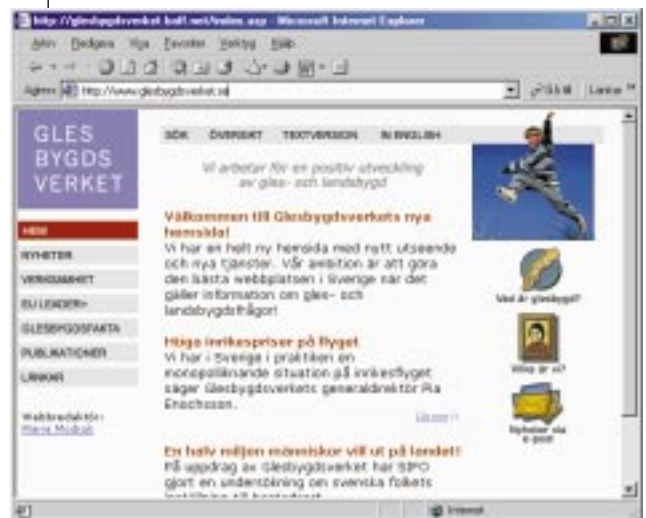 http://glesbygdsverket.halt.net/index.asp - Microsoft Internet Explorer
Arkiv Redigera Visa Favoriter Verktyg Hjälp
Adress http://www.glesbygdsverket.se
Gå till Länkar
GLES
BYGDS
VERKET
SÖK ÖVERSIKT TEXTVERSION IN ENGLISH
Vi arbetar för en positiv utveckling
av gles- och landsbygd
HEM
NYHETER
VERKSAMHET
EU LEADER+
GLESBYGDSFAKTA
PUBLIKATIONER
LÄNKAR
Webbredaktör:
Maria
Välkommen till Glesbygdsverkets nya
hemsida!
Vi har en helt ny hemsida med nytt utseende
och nya tjänster. Vår ambition är att göra
den bästa webbplatsen i Sverige när det
gäller information om gles- och
landsbygdsfrågor!
Höga inrikespriser på flyget
Vi har i Sverige i praktiken en
monopolliknande situation på inrikesflyget
säger Glesbygdsverkets generaldirektör Pia
Enochsson.
Läs mer >>
En halv miljon människor vill ut på landet!
På uppdrag av Glesbygdsverket har SIFO
gjort en undersökning om svenska folkets
Vad är glesbygd?
Vilka är vi?
Nyheter via
e-post
Internet